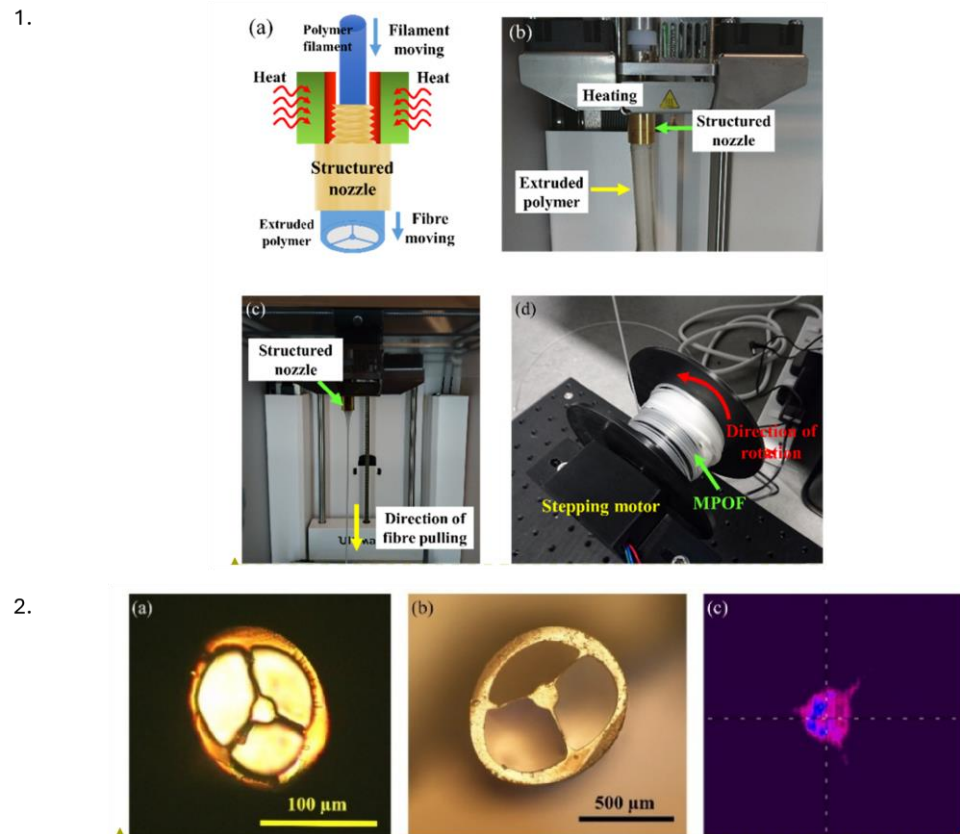 1.
(a)
Polymer
filament
Filament
moving
Heat
Heat
Structured
nozzle
Extruded
polymer
Fibre
moving
(b)
Heating
Structured
nozzle
Extruded
polymer
(c)
Structured
nozzle
Direction of
fibre pulling
(d)
Direction of
rotation
MPOF
Stepping motor
2.
(a)
100 µm
(b)
500 µm
(c)